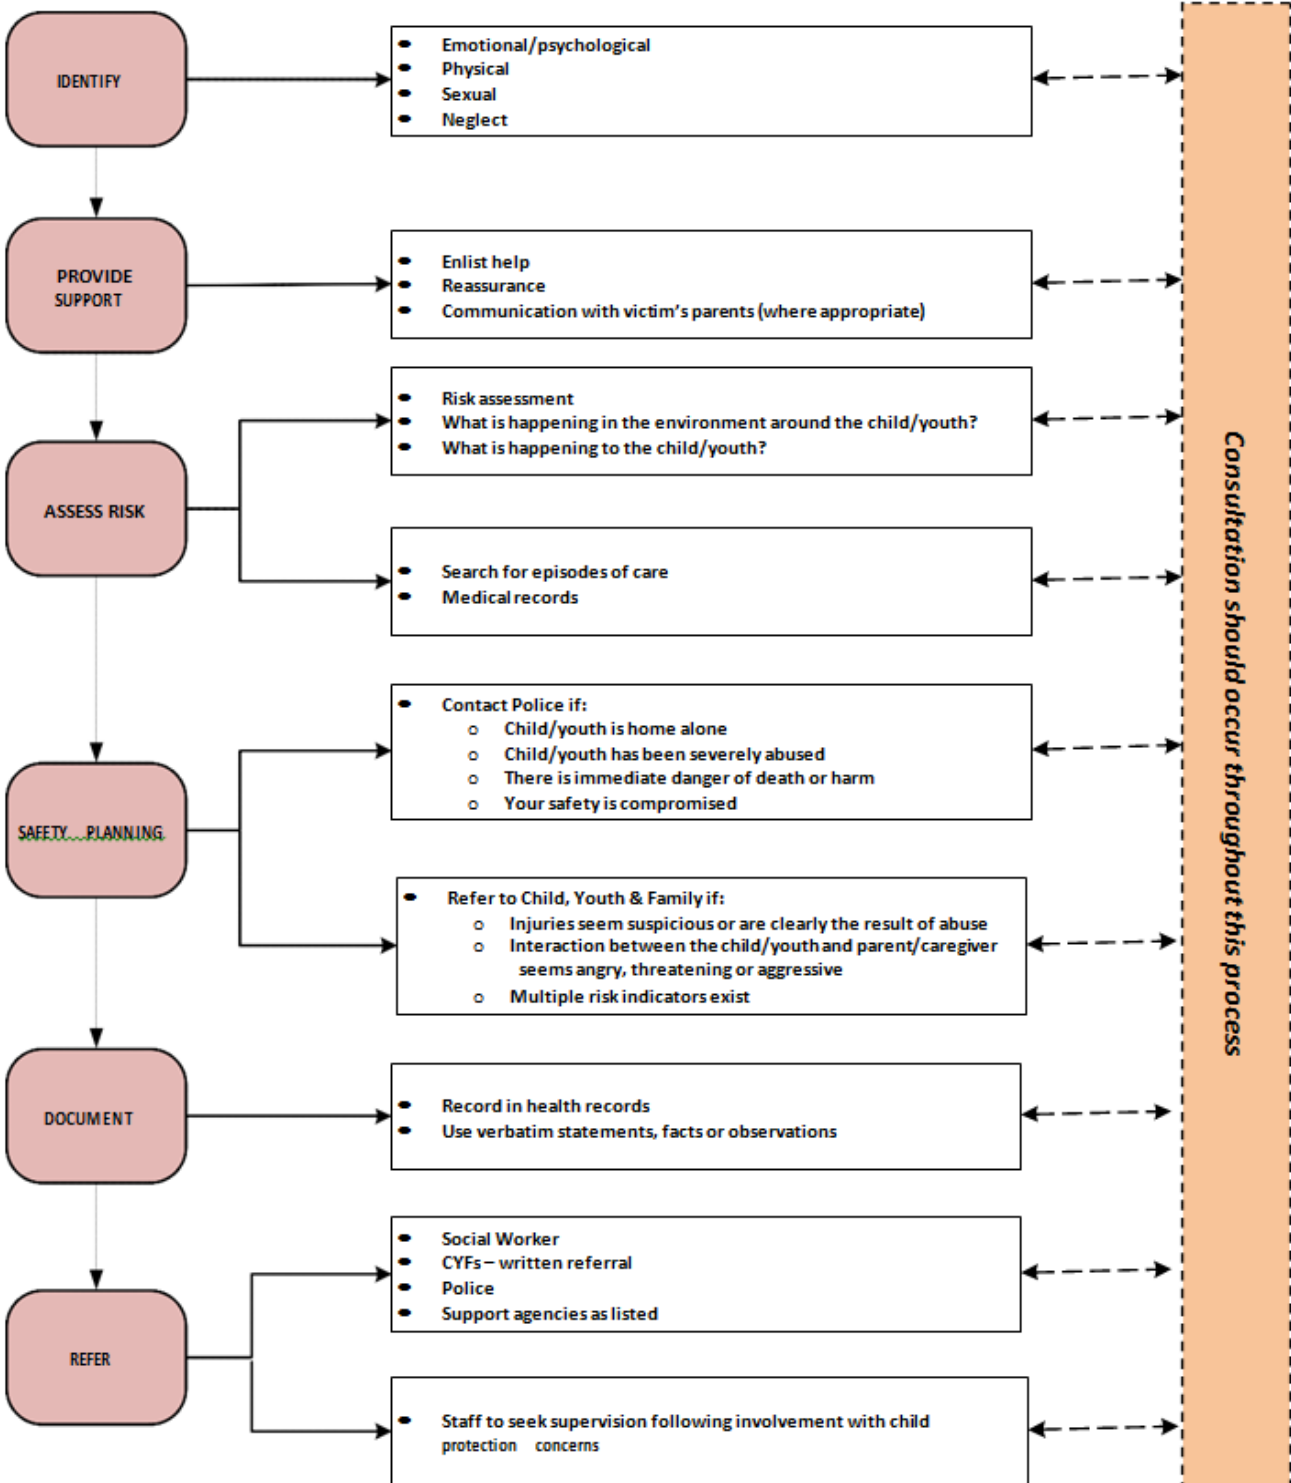 IDENTIFY
Emotional/psychological
Physical
Sexual
Neglect
PROVIDE
SUPPORT
Enlist help
Reassurance
Communication with victim's parents (where appropriate)
ASSESS RISK
Risk assessment
What is happening in the environment around the child/youth?
What is happening to the child/youth?
Search for episodes of care
Medical records
SAFETY PLANNING
Contact Police if:
Child/youth is home alone
Child/youth has been severely abused
There is immediate danger of death or harm
Your safety is compromised
Refer to Child, Youth & Family if:
Injuries seem suspicious or are clearly the result of abuse
Interaction between the child/youth and parent/caregiver
seems angry, threatening or aggressive
Multiple risk indicators exist
DOCUMENT
Record in health records
Use verbatim statements, facts or observations
REFER
Social Worker
CYFs – written referral
Police
Support agencies as listed
Staff to seek supervision following involvement with child
protection concerns
Consultation should occur throughout this process